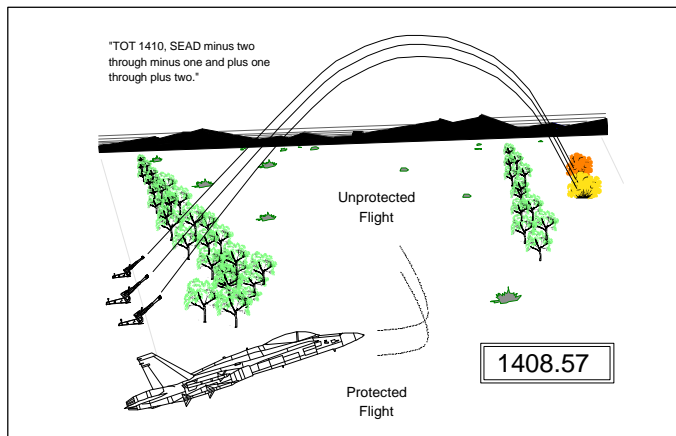 "TOT 1410, SEAD minus two
through minus one and plus one
through plus two."
Unprotected
Flight
1408.57
Protected
Flight